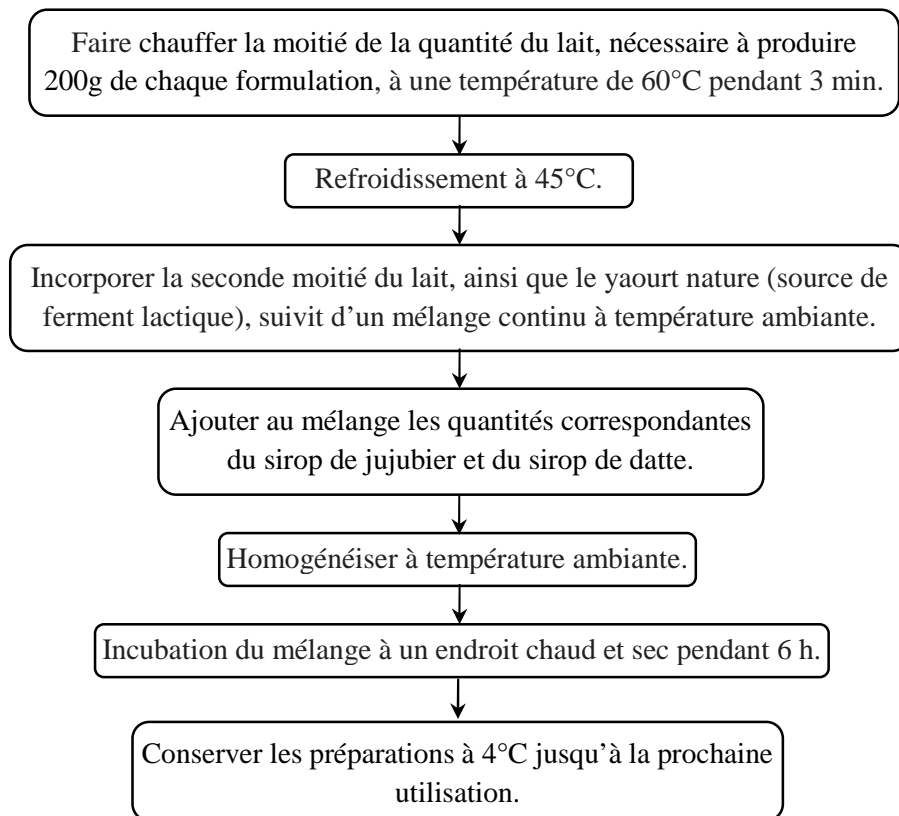 Faire chauffer la moitié de la quantité du lait, nécessaire à produire
200g de chaque formulation, à une température de 60°C pendant 3 min.
Refroidissement à 45°C.
Incorporer la seconde moitié du lait, ainsi que le yaourt nature (source de
ferment lactique), suivit d’un mélange continu à température ambiante.
Ajouter au mélange les quantités correspondantes
du sirop de jujubier et du sirop de datte.
Homogénéiser à température ambiante.
Incubation du mélange à un endroit chaud et sec pendant 6 h.
Conserver les préparations à 4°C jusqu’à la prochaine
utilisation.